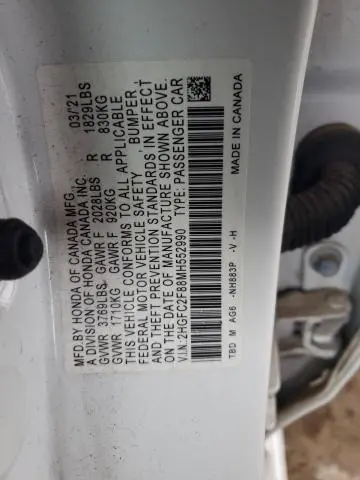 MFD.BY HONDA OF CANADA MFG. 03/21
A DIVISION OF HONDA CANADA INC.
GVWR 3769LBS GAWR F 2028LBS R 1829LBS
GVWR 1710KG GAWR F 920KG R 830KG
THIS VEHICLE CONFORMS TO ALL APPLICABLE
FEDERAL MOTOR VEHICLE SAFETY, BUMPER,
AND THEFT PREVENTION STANDARDS IN EFFECT
ON THE DATE OF MANUFACTURE SHOWN ABOVE.
V.I.N.:2HGFC2F88MH552990 TYPE:PASSENGER CAR
TBD M AG6 -NH883P -V-H MADE IN CANADA